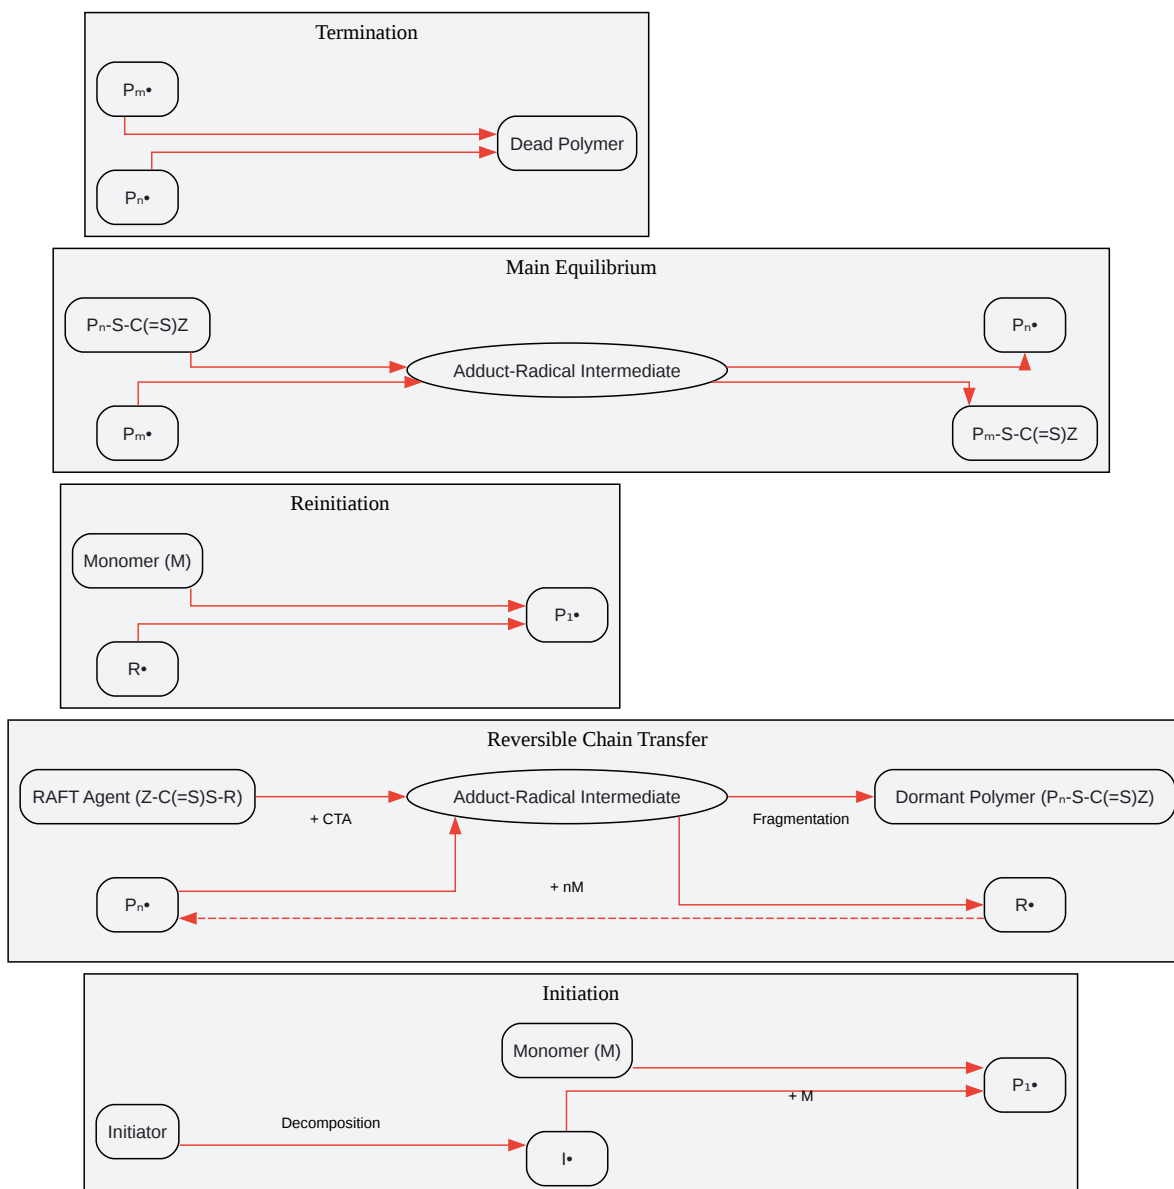 Termination
Pₘ•
Dead Polymer
Pₙ•
Main Equilibrium
Pₙ-S-C(=S)Z
Pₙ•
Adduct-Radical Intermediate
Pₘ•
Pₘ-S-C(=S)Z
Reinitiation
Monomer (M)
P₁•
R•
Reversible Chain Transfer
RAFT Agent (Z-C(=S)S-R)
+ CTA
Adduct-Radical Intermediate
Fragmentation
Dormant Polymer (Pₙ-S-C(=S)Z)
Pₙ•
+ nM
R•
Initiation
Monomer (M)
P₁•
+ M
Initiator
Decomposition
I•